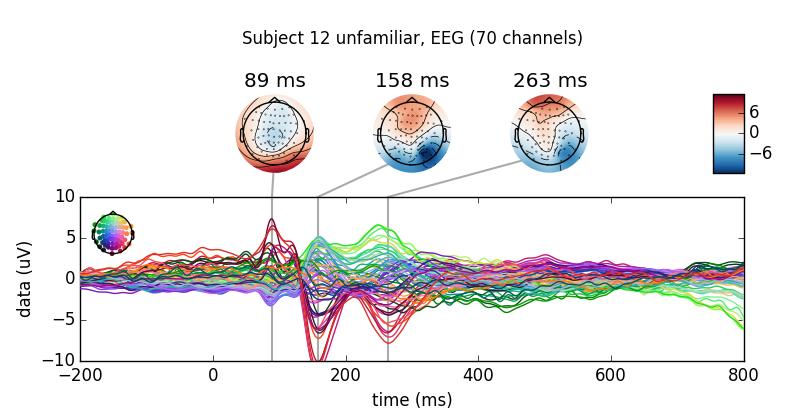 Subject 12 unfamiliar, EEG (70 channels)
89 ms 158 ms 263 ms
6
0
−6
10
5
0
−5
−10
data (uV)
−200 0 200 400 600 800
time (ms)